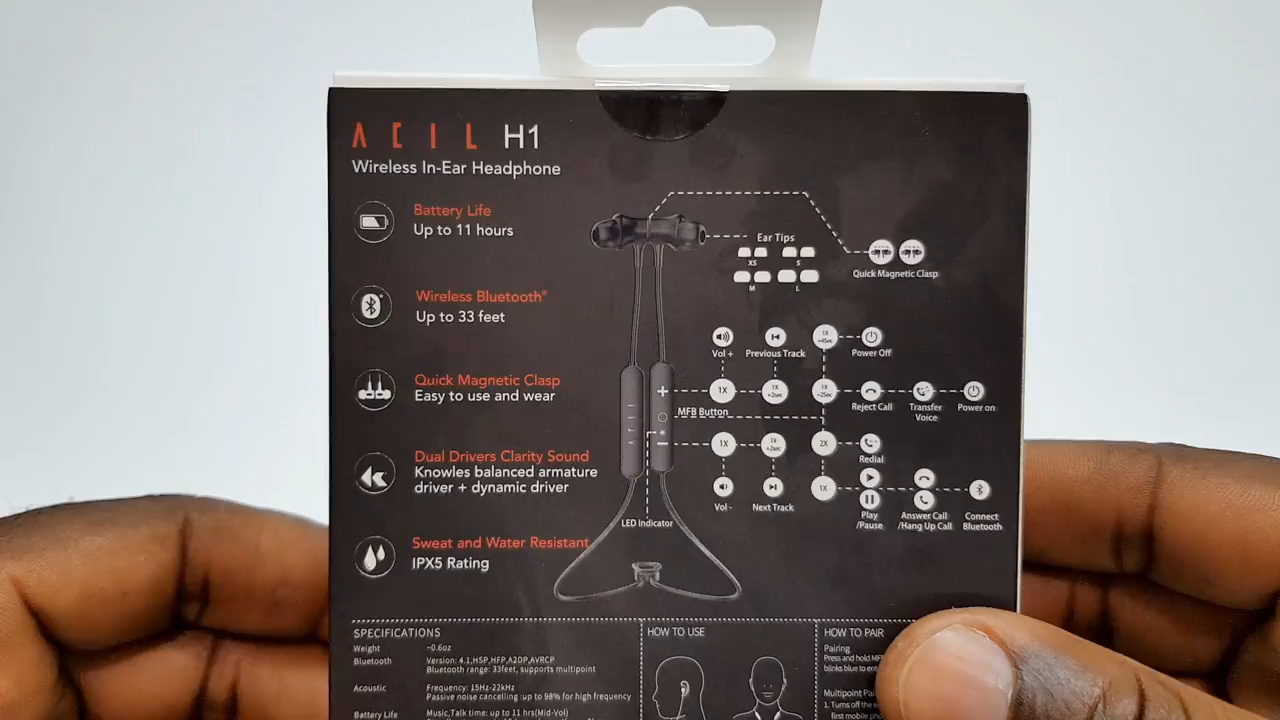 ACIL H1
Wireless In-Ear Headphone
Battery Life
Up to 11 hours
Wireless Bluetooth®
Up to 33 feet
Quick Magnetic Clasp
Easy to use and wear
Dual Drivers Clarity Sound
Knowles balanced armature
driver + dynamic driver
Sweat and Water Resistant
IPX5 Rating
Ear Tips
XS S
M L
Quick Magnetic Clasp
Vol + Previous Track
1X +4sec
Power Off
1X
1X +2sec
1X +2sec
Reject Call
Transfer
Voice
Power on
+
MFB Button
ACIL
−
1X
1X +2sec
2X
Redial
Vol - Next Track
1X
Play
/Pause
Answer Call
/Hang Up Call
Connect
Bluetooth
LED Indicator
SPECIFICATIONS
Weight ~0.6oz
Bluetooth Version: 4.1,HSP,HFP,A2DP,AVRCP
Bluetooth range: 33feet, supports multipoint
Acoustic Frequency: 15Hz-22kHz
Passive noise cancelling :up to 98% for high frequency
Battery Life Music,Talk time: up to 11 hrs(Mid-Vol)
HOW TO USE
HOW TO PAIR
Pairing
Press and hold
blinks blue to
Multipoint
1. Turns off the
first mobile